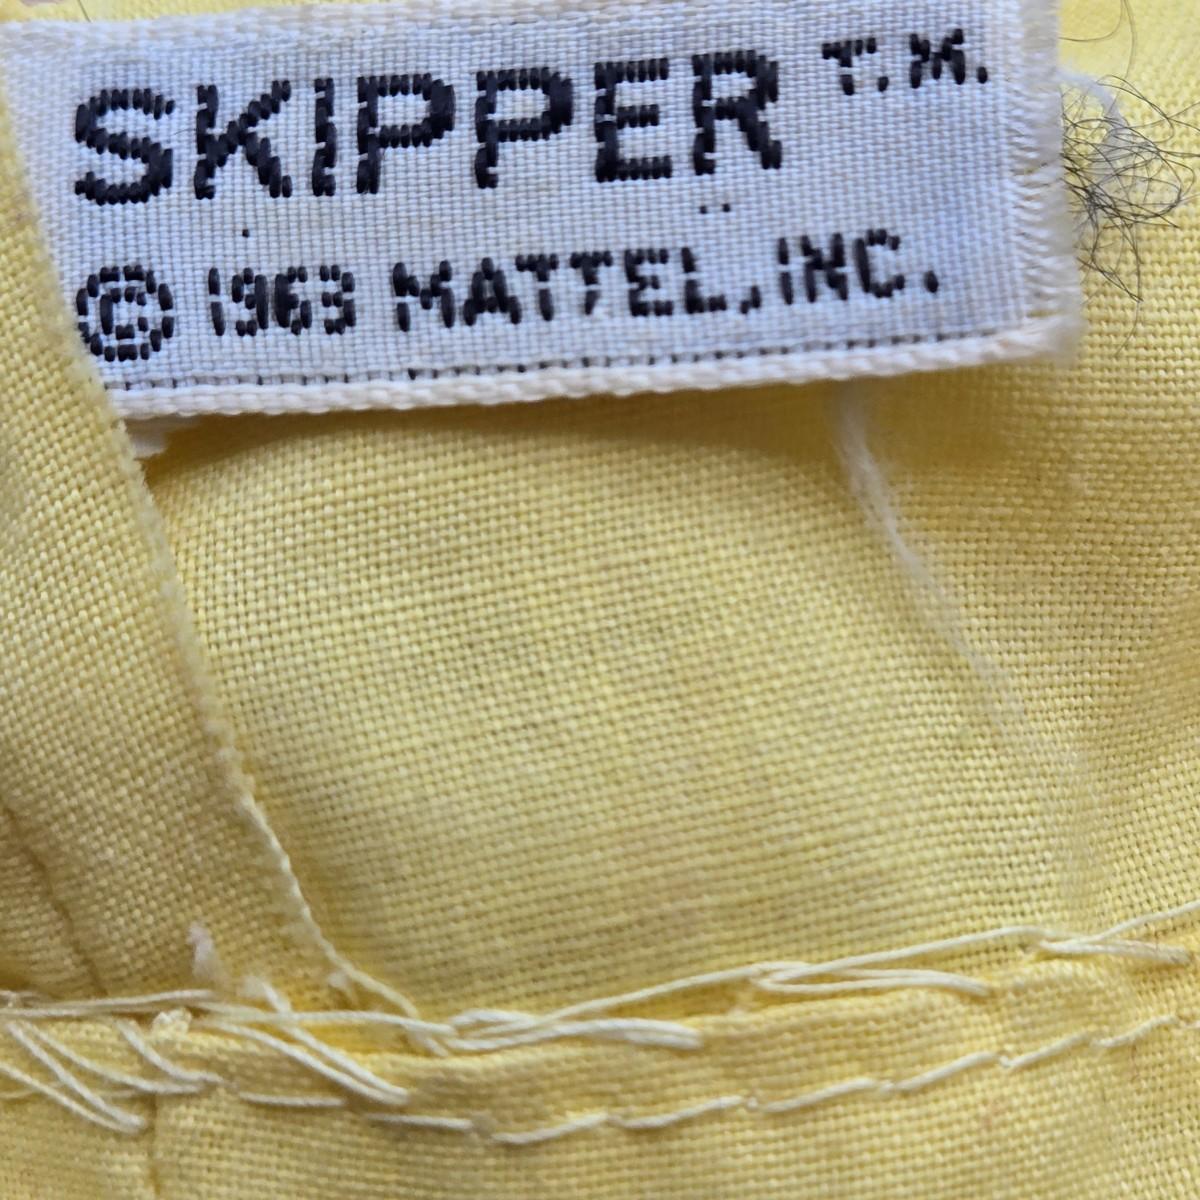 SKIPPER T.M.
© 1963 MATTEL, INC.